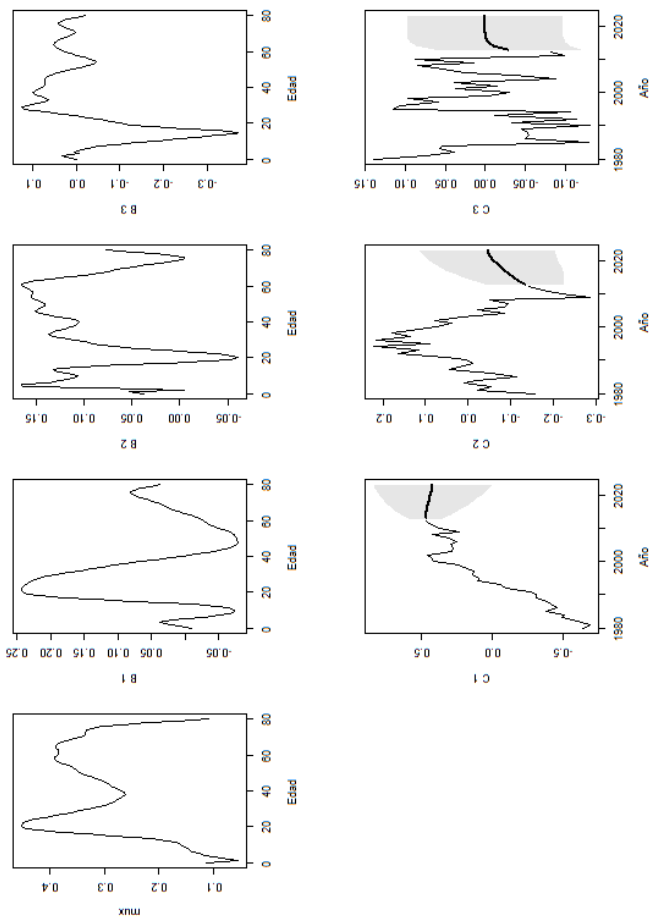 mux
0.1 0.2 0.3 0.4
0 20 40 60 80
Edad
B 1
-0.05 0.05 0.10 0.15 0.20 0.25
0 20 40 60 80
Edad
B 2
-0.05 0.00 0.05 0.10 0.15
0 20 40 60 80
Edad
B 3
-0.3 -0.2 -0.1 0.0 0.1
0 20 40 60 80
Edad
C 1
-0.5 0.0 0.5
1980 2000 2020
Año
C 2
-0.3 -0.1 0.0 0.1 0.2
1980 2000 2020
Año
C 3
-0.10 -0.05 0.00 0.05 0.10 0.15
1980 2000 2020
Año